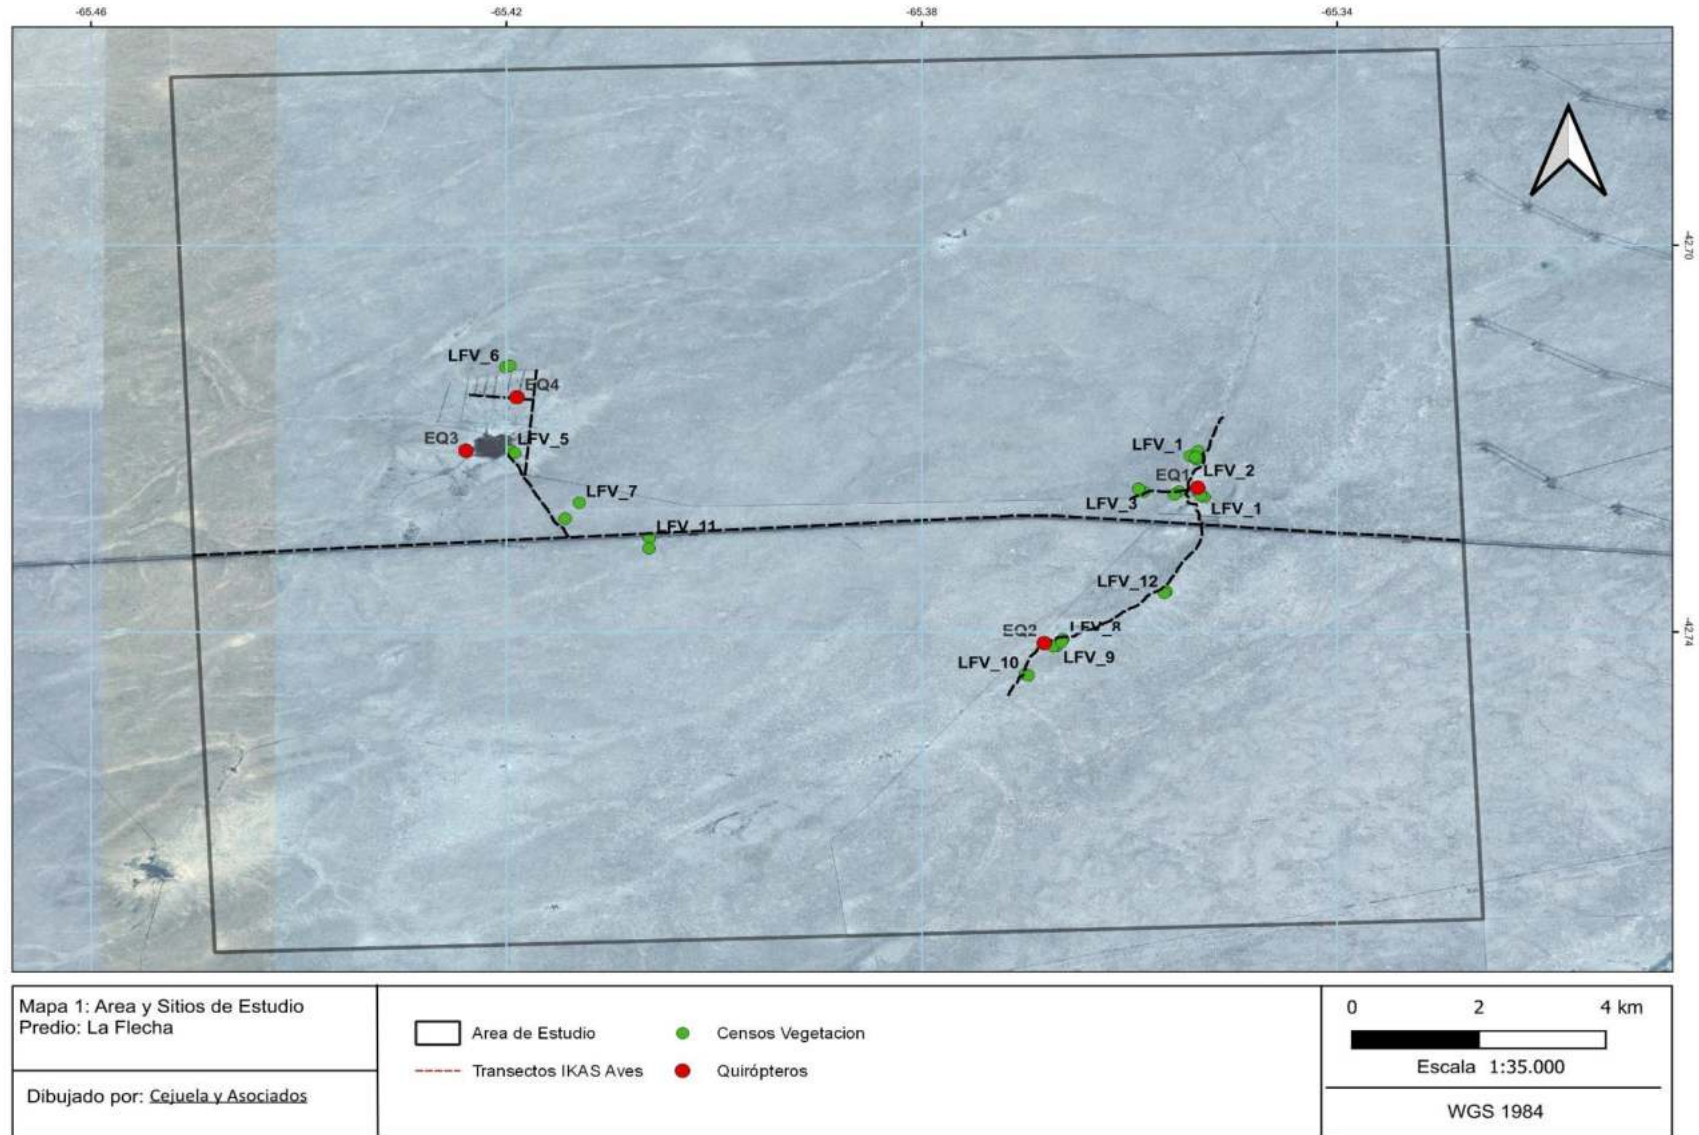 -65.46
-65.42
-65.38
-65.34
-42.70
LFV_6
EQ4
EQ3
LFV_5
LFV_7
LFV_11
LFV_1
EQ1
LFV_2
LFV_3
LFV_1
LFV_12
-42.74
EQ2
LFV_8
LFV_10
LFV_9
Mapa 1: Area y Sitios de Estudio
Predio: La Flecha
Dibujado por: Cejuela y Asociados
Area de Estudio
Censos Vegetacion
Transectos IKAS Aves
Quirópteros
0 2 4 km
Escala 1:35.000
WGS 1984